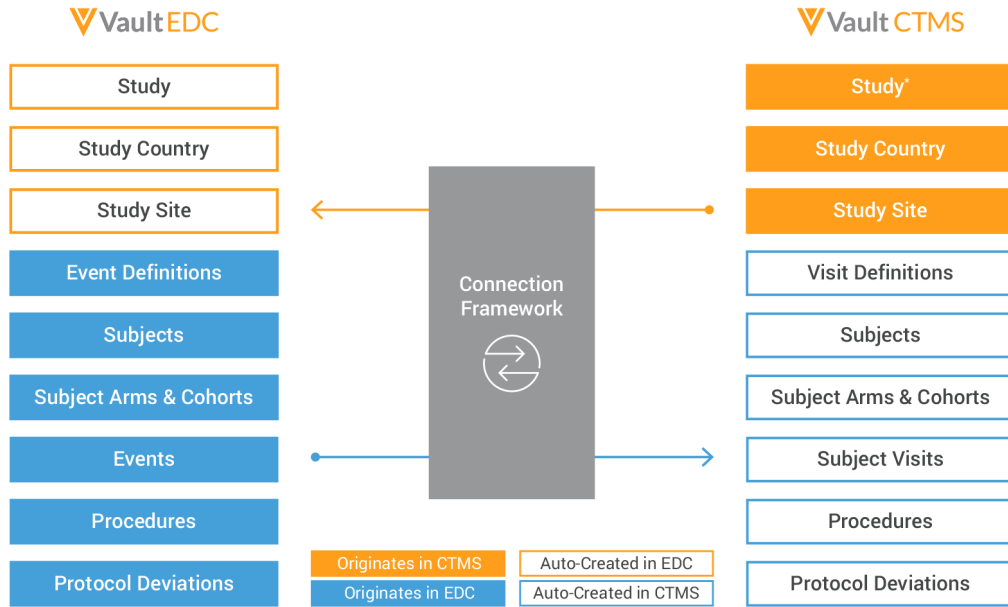 Vault EDC
Vault CTMS
Study
Study Country
Study Site
Event Definitions
Subjects
Subject Arms & Cohorts
Events
Procedures
Protocol Deviations
Connection
Framework
Study*
Study Country
Study Site
Visit Definitions
Subjects
Subject Arms & Cohorts
Subject Visits
Procedures
Protocol Deviations
Originates in CTMS
Auto-Created in EDC
Originates in EDC
Auto-Created in CTMS